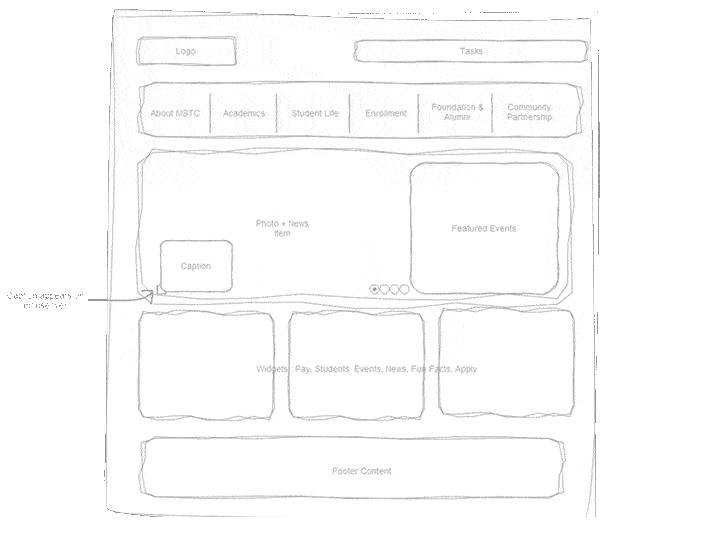 Logo
Tasks
About MSTC
Academics
Student Life
Enrollment
Foundation &
Alumni
Community
Partnership
Photo + News
Item
Featured Events
Caption
Caption appears on
Widgets: Pay, Students, Events, News, Fun Facts, Apply
Footer Content